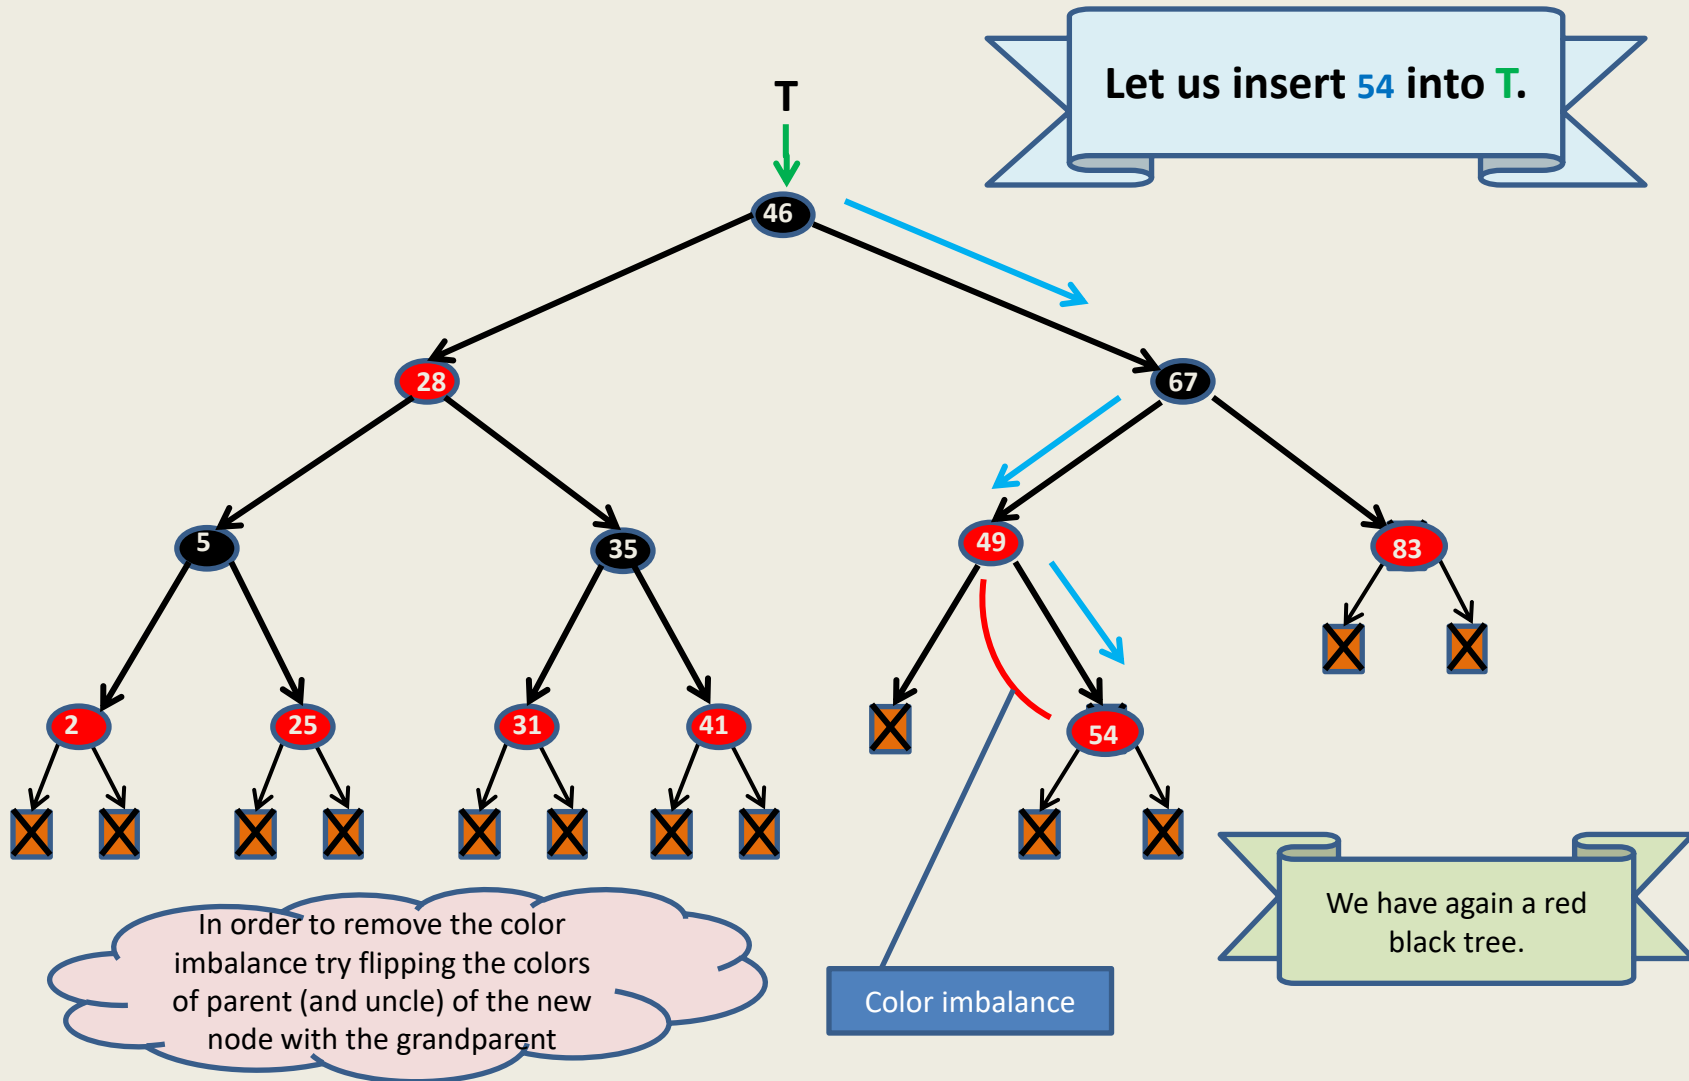 Let us insert 54 into T.
T
46
28
67
5
35
49
83
2
25
31
41
54
In order to remove the color
imbalance try flipping the colors
of parent (and uncle) of the new
node with the grandparent
Color imbalance
We have again a red
black tree.